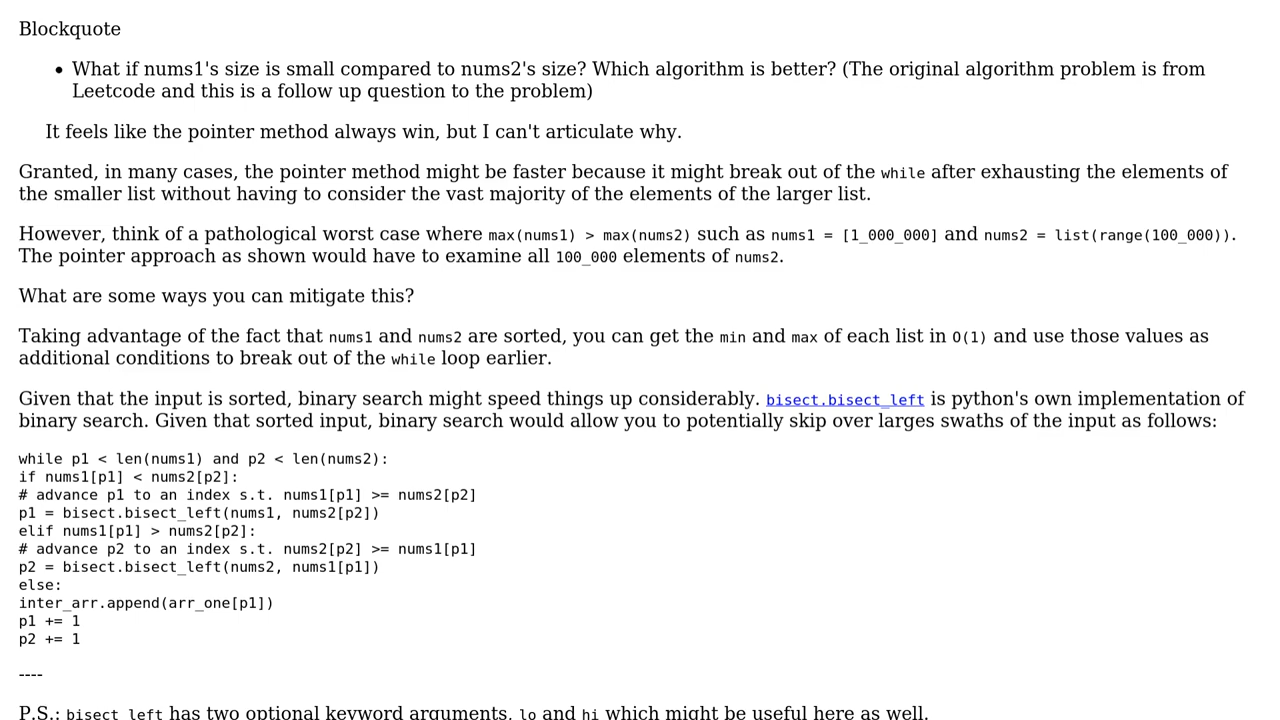 Blockquote
• What if nums1's size is small compared to nums2's size? Which algorithm is better? (The original algorithm problem is from
Leetcode and this is a follow up question to the problem)
It feels like the pointer method always win, but I can't articulate why.
Granted, in many cases, the pointer method might be faster because it might break out of the while after exhausting the elements of
the smaller list without having to consider the vast majority of the elements of the larger list.
However, think of a pathological worst case where max(nums1) > max(nums2) such as nums1 = [1_000_000] and nums2 = list(range(100_000)).
The pointer approach as shown would have to examine all 100_000 elements of nums2.
What are some ways you can mitigate this?
Taking advantage of the fact that nums1 and nums2 are sorted, you can get the min and max of each list in O(1) and use those values as
additional conditions to break out of the while loop earlier.
Given that the input is sorted, binary search might speed things up considerably. bisect.bisect_left is python's own implementation of
binary search. Given that sorted input, binary search would allow you to potentially skip over larges swaths of the input as follows:
while p1 < len(nums1) and p2 < len(nums2):
if nums1[p1] < nums2[p2]:
# advance p1 to an index s.t. nums1[p1] >= nums2[p2]
p1 = bisect.bisect_left(nums1, nums2[p2])
elif nums1[p1] > nums2[p2]:
# advance p2 to an index s.t. nums2[p2] >= nums1[p1]
p2 = bisect.bisect_left(nums2, nums1[p1])
else:
inter_arr.append(arr_one[p1])
p1 += 1
p2 += 1
----
P.S.: bisect_left has two optional keyword arguments, lo and hi which might be useful here as well.